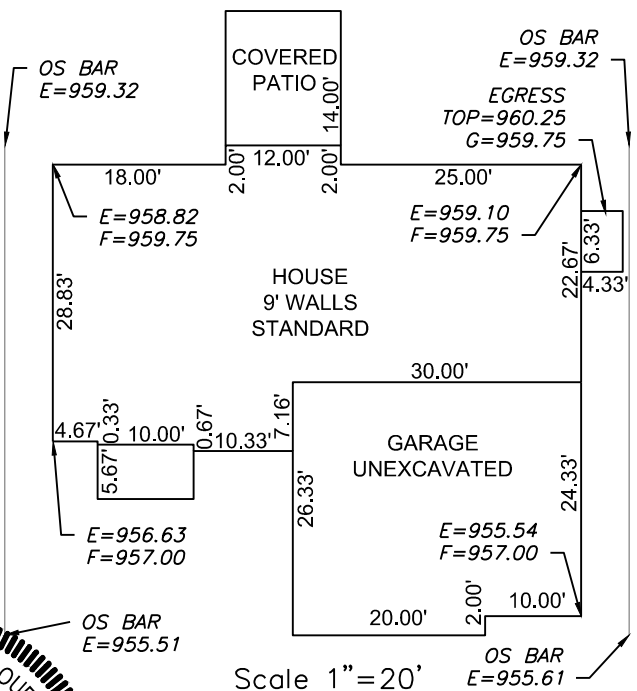 OS BAR
E=959.32
COVERED
PATIO
14.00'
OS BAR
E=959.32
EGRESS
TOP=960.25
G=959.75
18.00'
2.00'
12.00'
2.00'
25.00'
E=958.82
F=959.75
E=959.10
F=959.75
6.33'
4.33'
22.67'
28.83'
HOUSE
9' WALLS
STANDARD
30.00'
4.67'
0.33'
10.00'
0.67'
10.33'
7.16'
5.67'
GARAGE
UNEXCAVATED
26.33'
24.33'
E=956.63
F=957.00
E=955.54
F=957.00
20.00'
2.00'
10.00'
OS BAR
E=955.51
Scale 1"=20'
OS BAR
E=955.61